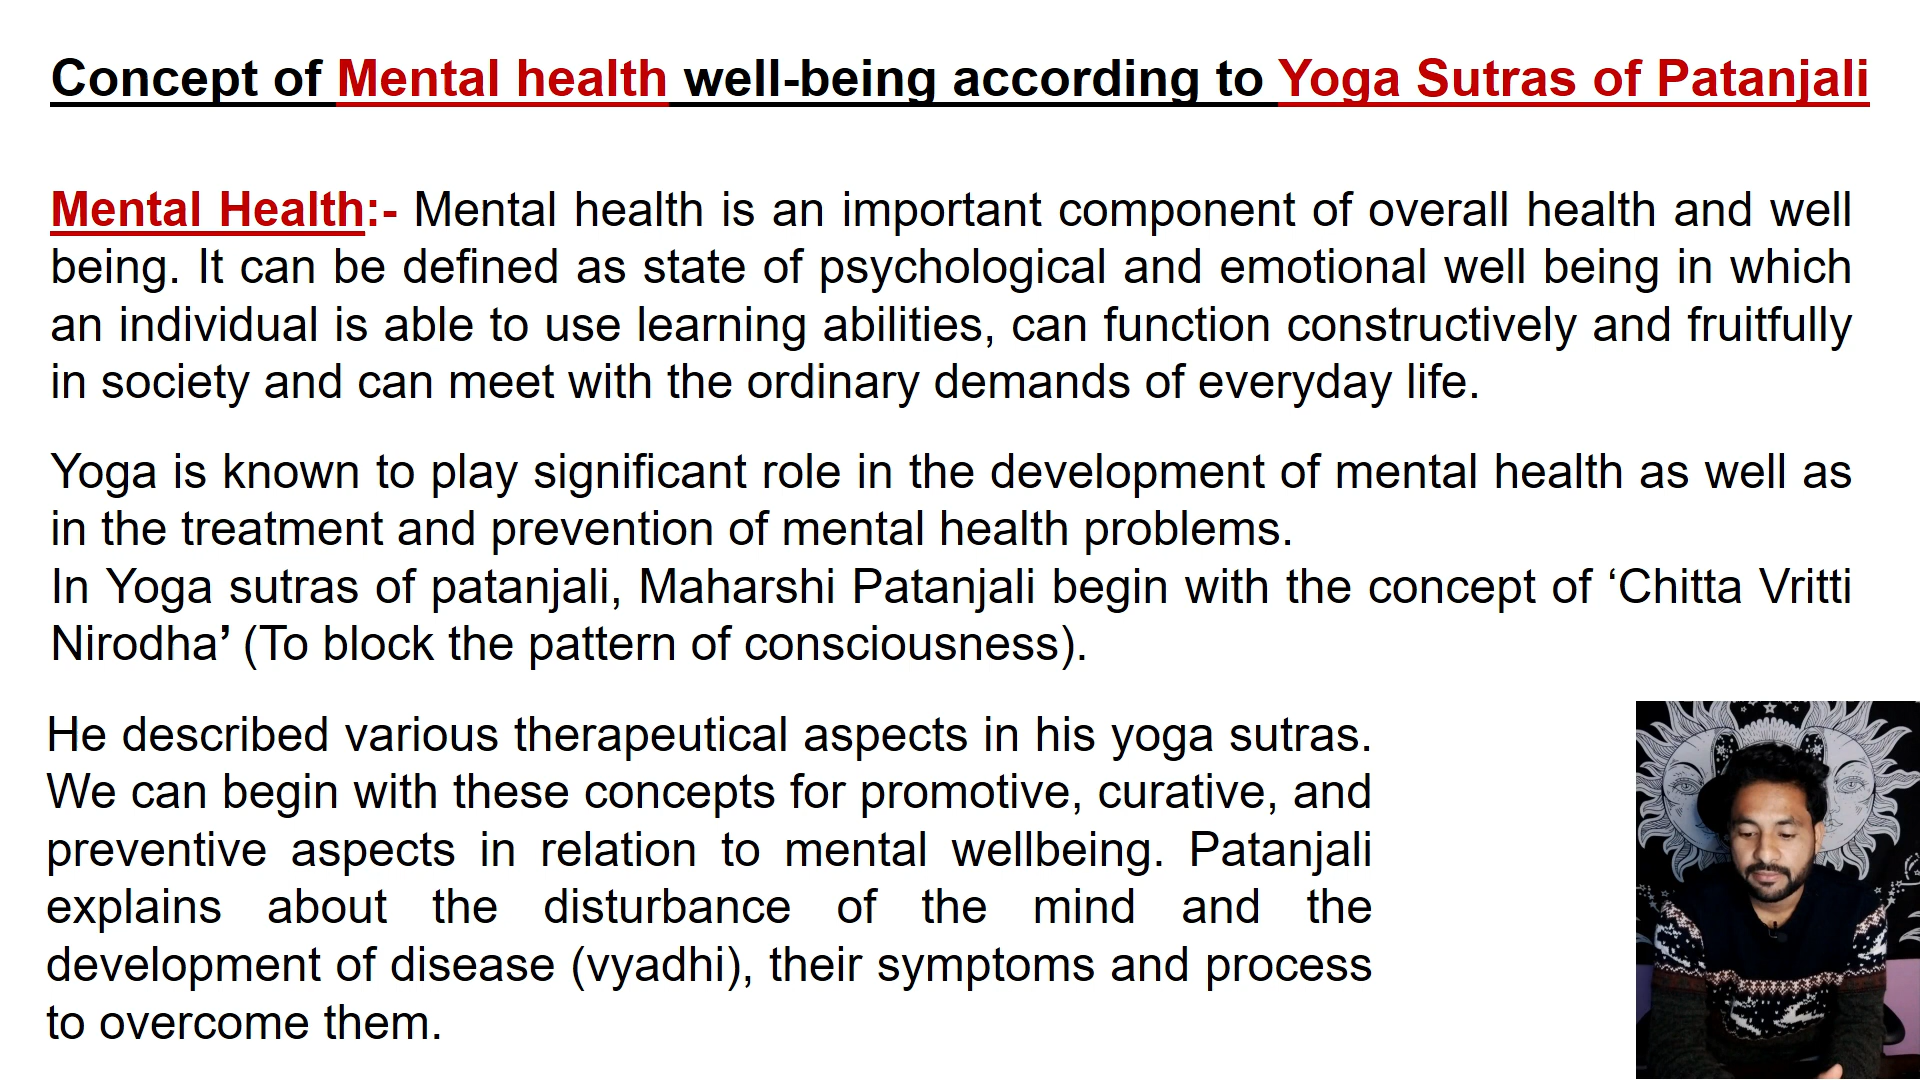 Concept of Mental health well-being according to Yoga Sutras of Patanjali
Mental Health:- Mental health is an important component of overall health and well
being. It can be defined as state of psychological and emotional well being in which
an individual is able to use learning abilities, can function constructively and fruitfully
in society and can meet with the ordinary demands of everyday life.
Yoga is known to play significant role in the development of mental health as well as
in the treatment and prevention of mental health problems.
In Yoga sutras of patanjali, Maharshi Patanjali begin with the concept of ‘Chitta Vritti
Nirodha’ (To block the pattern of consciousness).
He described various therapeutical aspects in his yoga sutras.
We can begin with these concepts for promotive, curative, and
preventive aspects in relation to mental wellbeing. Patanjali
explains about the disturbance of the mind and the
development of disease (vyadhi), their symptoms and process
to overcome them.